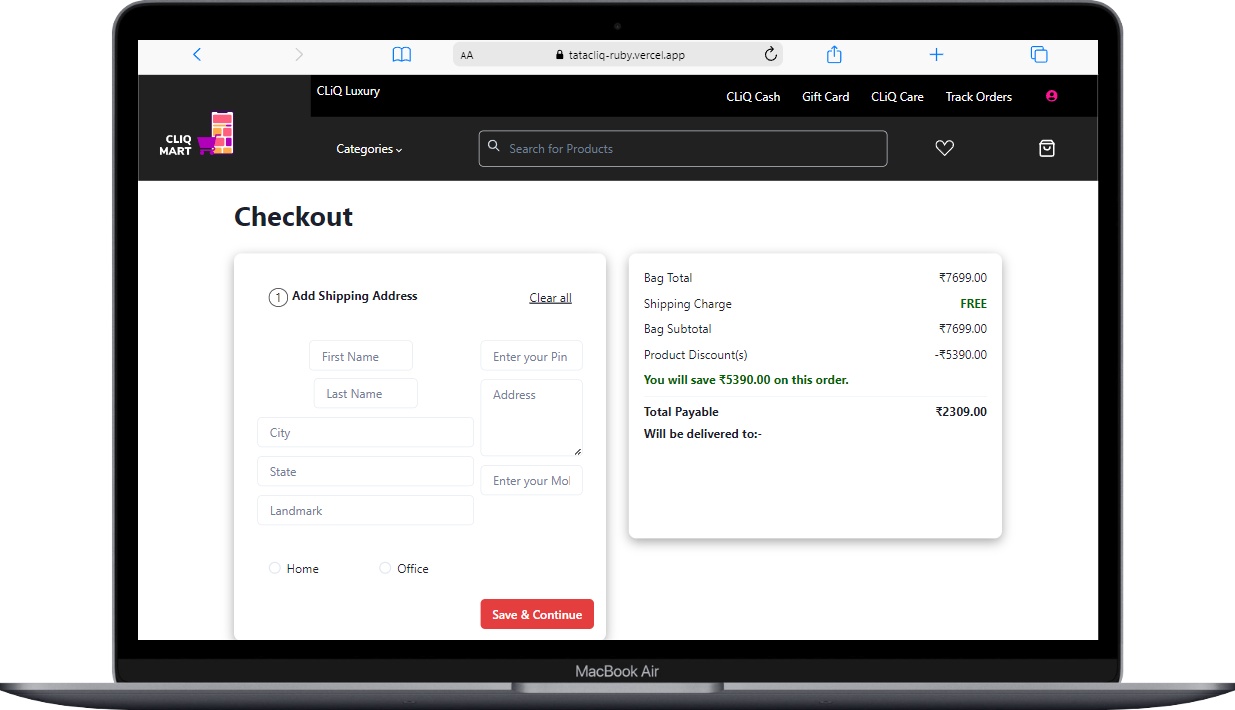 AA tatacliq-ruby.vercel.app
CLiQ Luxury
CLiQ Cash Gift Card CLiQ Care Track Orders
CLIQ
MART
Categories
Search for Products
Checkout
1 Add Shipping Address Clear all
First Name
Last Name
City
State
Landmark
Enter your Pin
Address
Enter your Mol
Home Office
Save & Continue
Bag Total ₹7699.00
Shipping Charge FREE
Bag Subtotal ₹7699.00
Product Discount(s) -₹5390.00
You will save ₹5390.00 on this order.
Total Payable ₹2309.00
Will be delivered to:-
MacBook Air